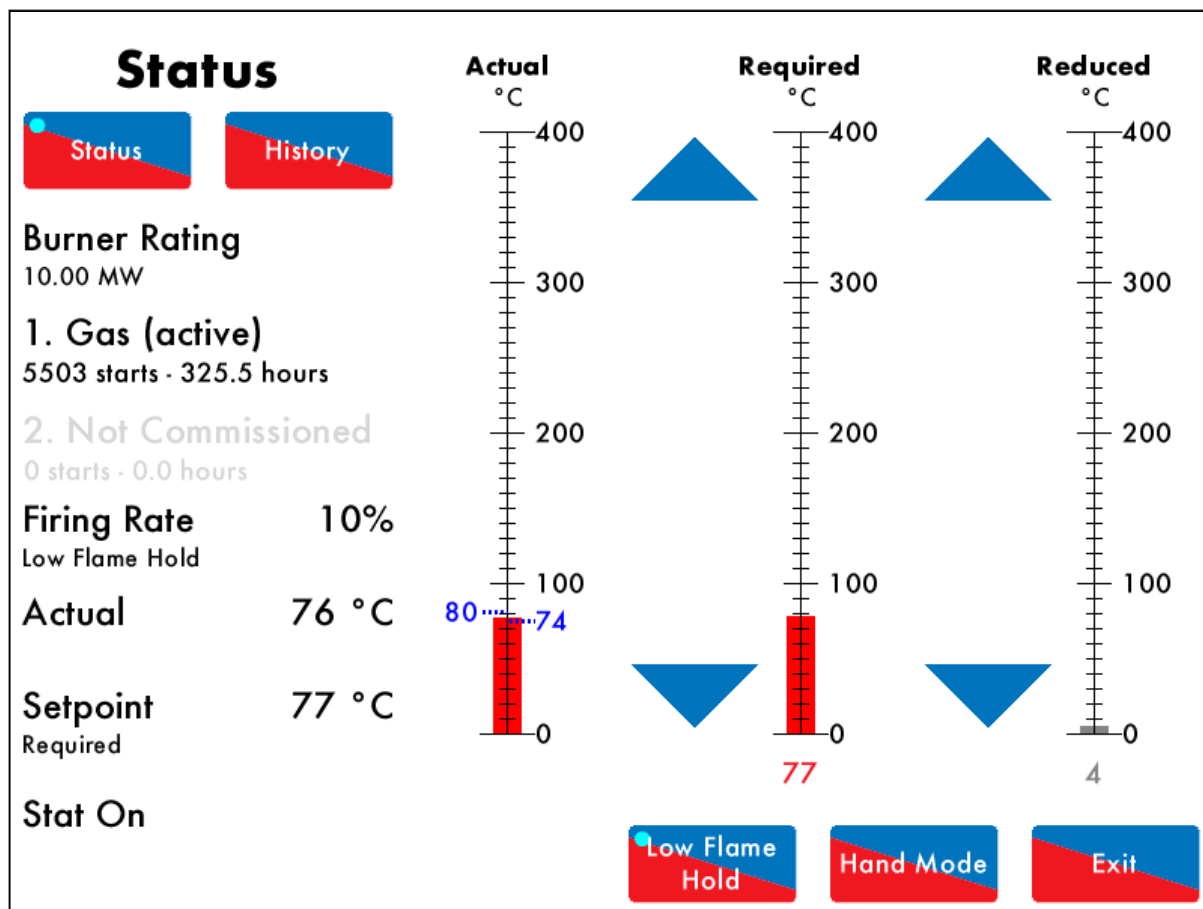 Status
Status
History
Burner Rating
10.00 MW
1. Gas (active)
5503 starts - 325.5 hours
2. Not Commissioned
0 starts - 0.0 hours
Firing Rate 10%
Low Flame Hold
Actual 76 °C
Setpoint 77 °C
Required
Stat On
Actual
°C
400
300
200
100
80
74
0
Required
°C
400
300
200
100
0
77
Reduced
°C
400
300
200
100
0
4
Low Flame
Hold
Hand Mode
Exit